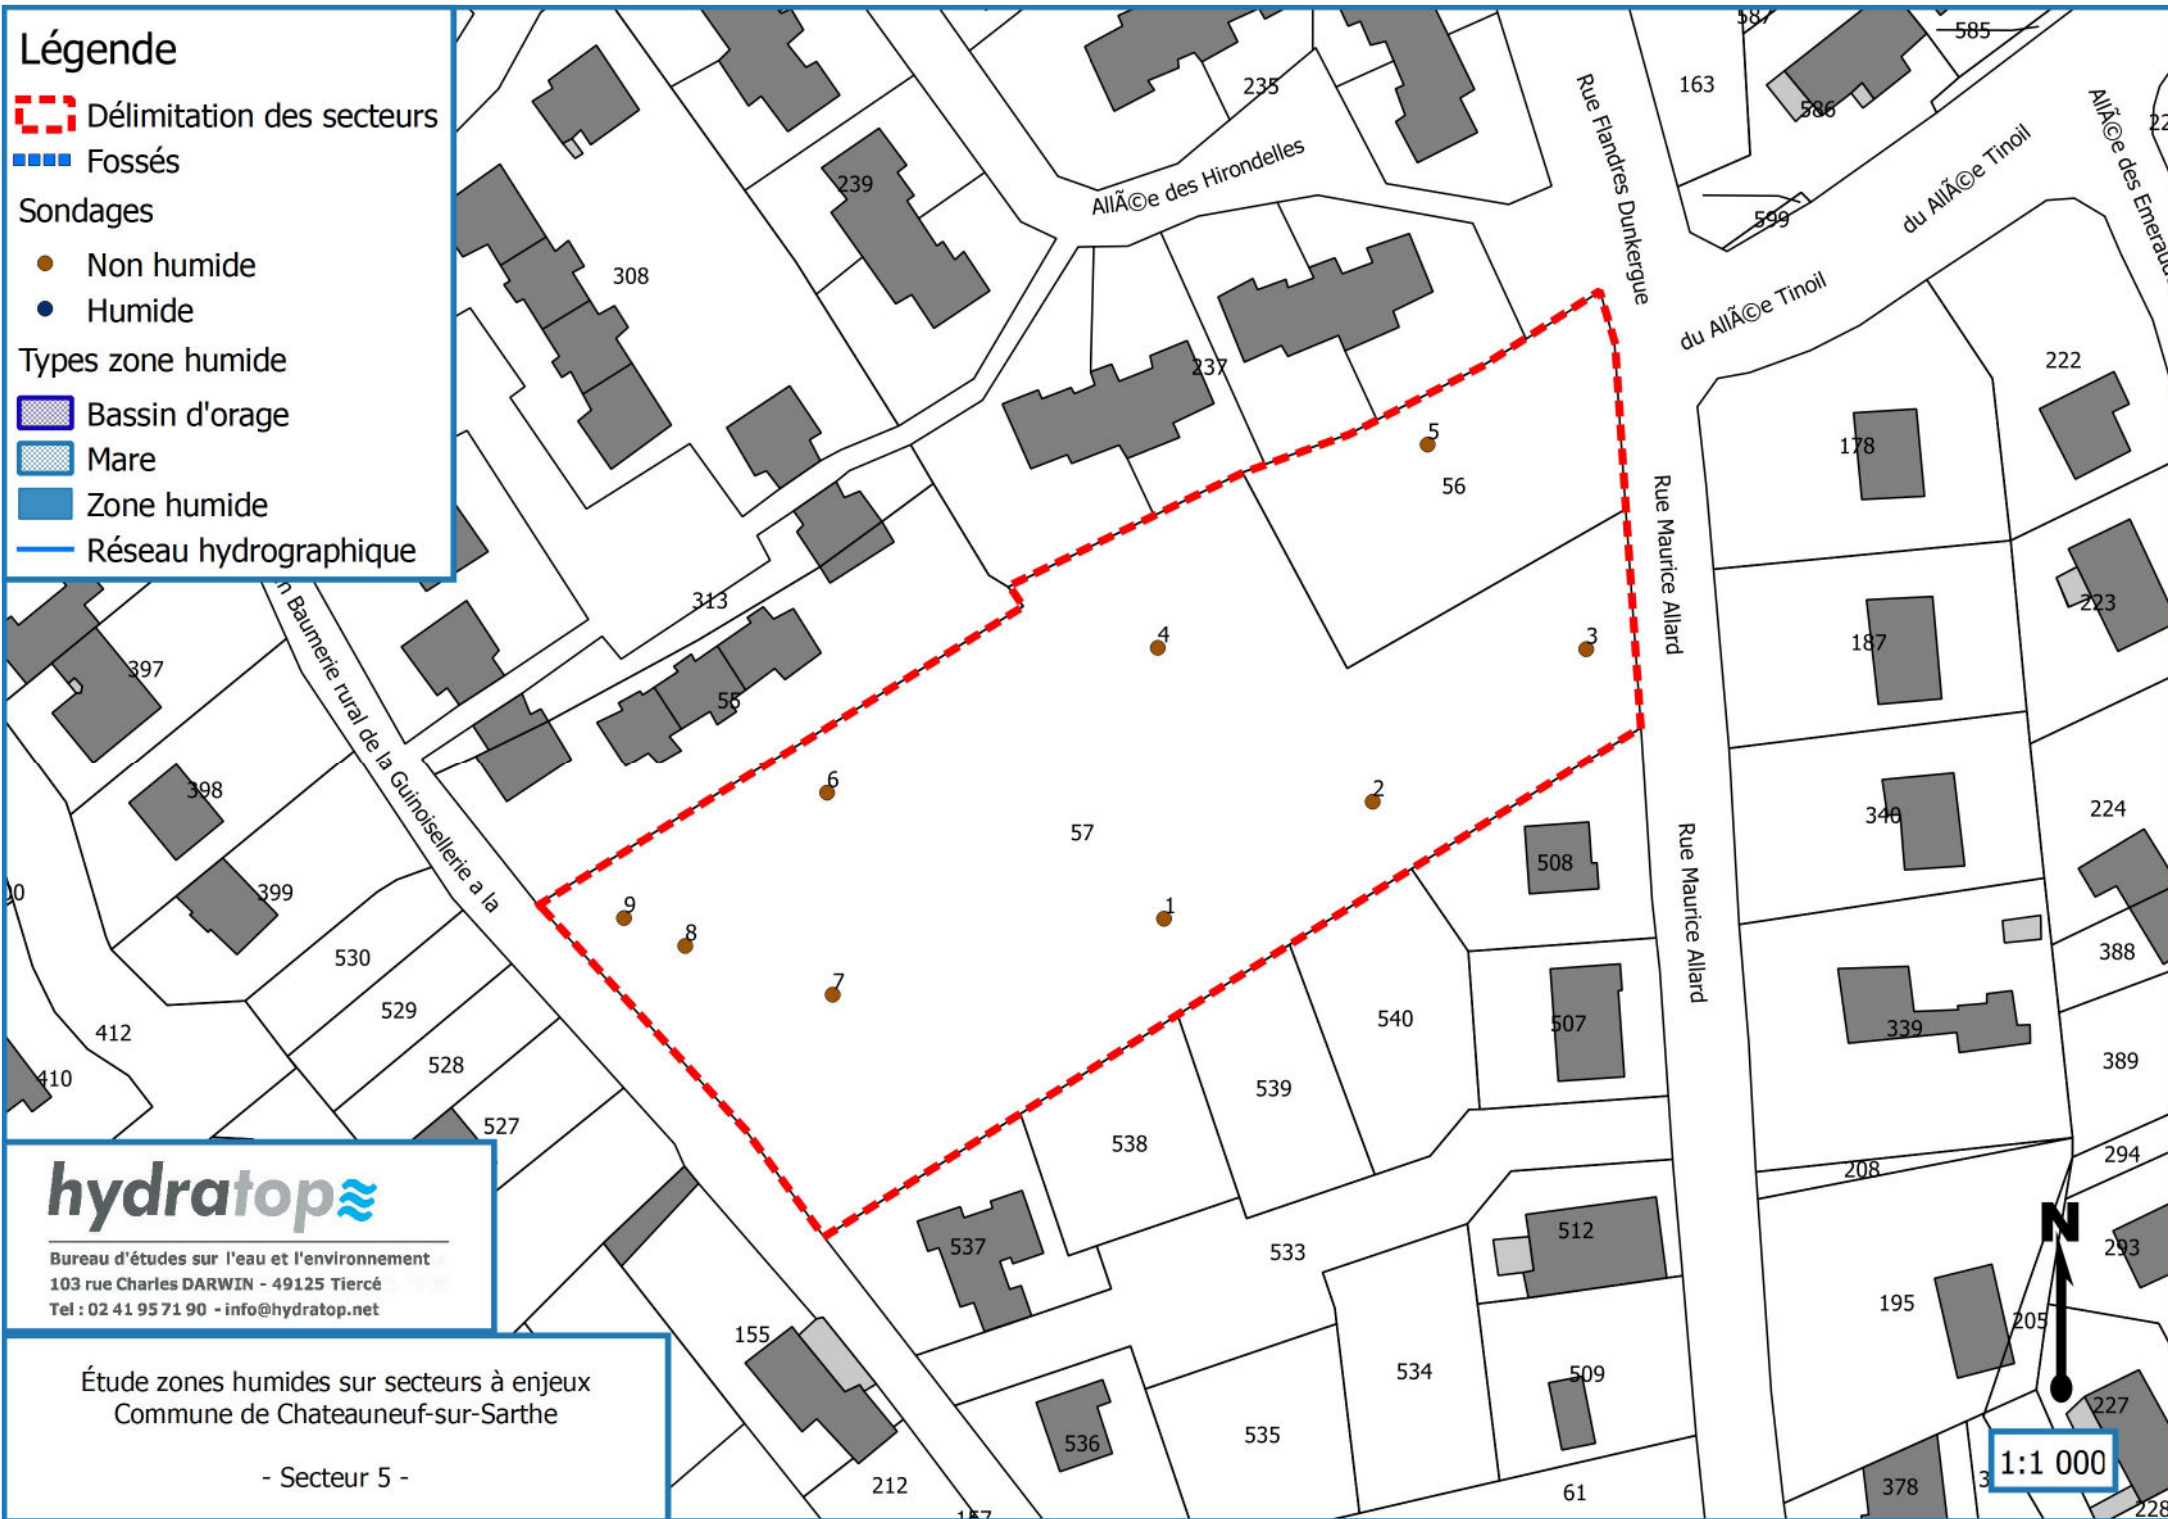 Légende
Délimitation des secteurs
Fossés
Sondages
Non humide
Humide
Types zone humide
Bassin d'orage
Mare
Zone humide
Réseau hydrographique
587
585
163
586
235
239
AllÃ©e des Hirondelles
Rue Flandres Dunkergue
599
du AllÃ©e Tinoil
308
du AllÃ©e Tinoil
237
222
5
56
178
Rue Maurice Allard
313
4
3
187
223
397
55
n Baumerie rural de la Guinoisellerie a la
398
6
2
57
508
340
224
Rue Maurice Allard
399
9
8
1
530
7
388
529
540
507
339
412
528
539
389
410
527
538
208
294
537
533
512
293
195
205
155
534
509
227
536
535
212
61
378
228
157
N
1:1 000
hydratop
Bureau d'études sur l'eau et l'environnement
103 rue Charles DARWIN - 49125 Tiercé
Tel : 02 41 95 71 90 - info@hydratop.net
Étude zones humides sur secteurs à enjeux
Commune de Chateauneuf-sur-Sarthe
- Secteur 5 -